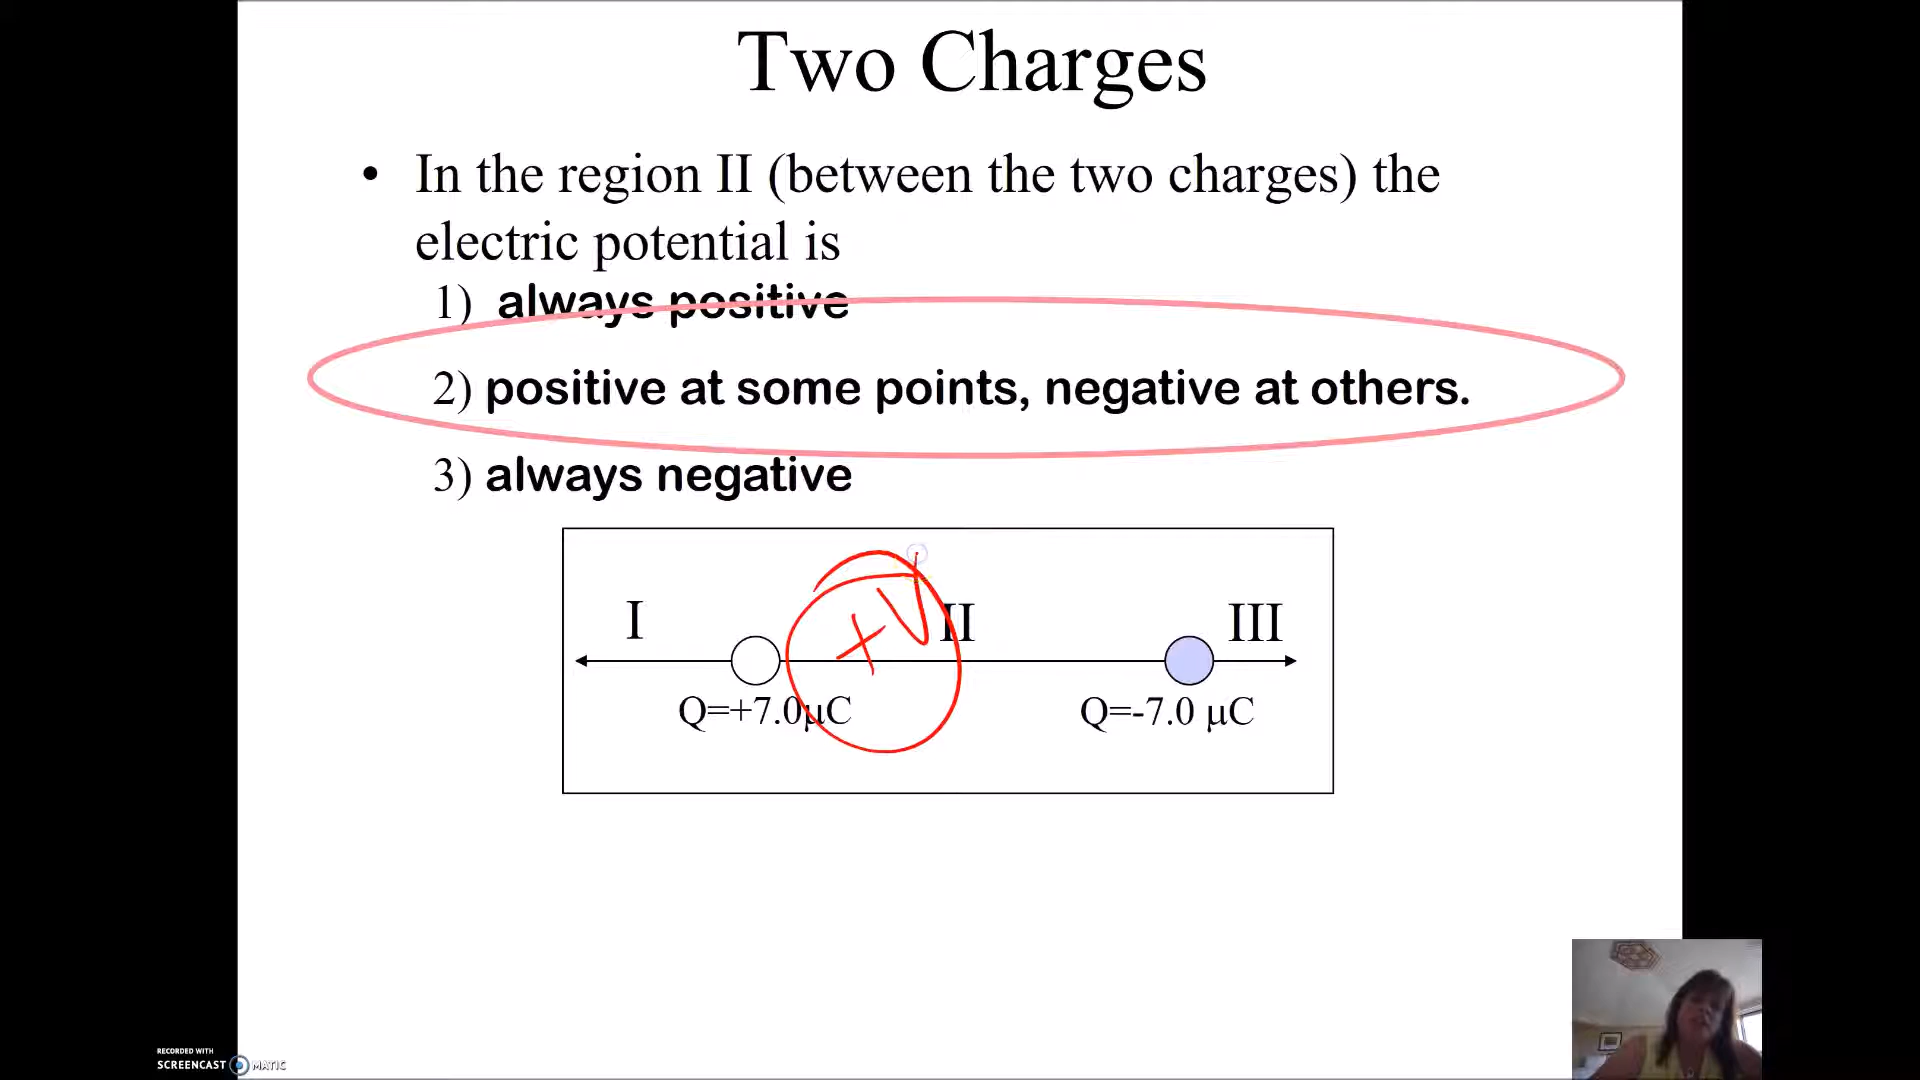 Two Charges
• In the region II (between the two charges) the
electric potential is
1) always positive
2) positive at some points, negative at others.
3) always negative
+V
I II III
Q=+7.0μC Q=-7.0 μC
RECORDED WITH
SCREENCAST MATIC